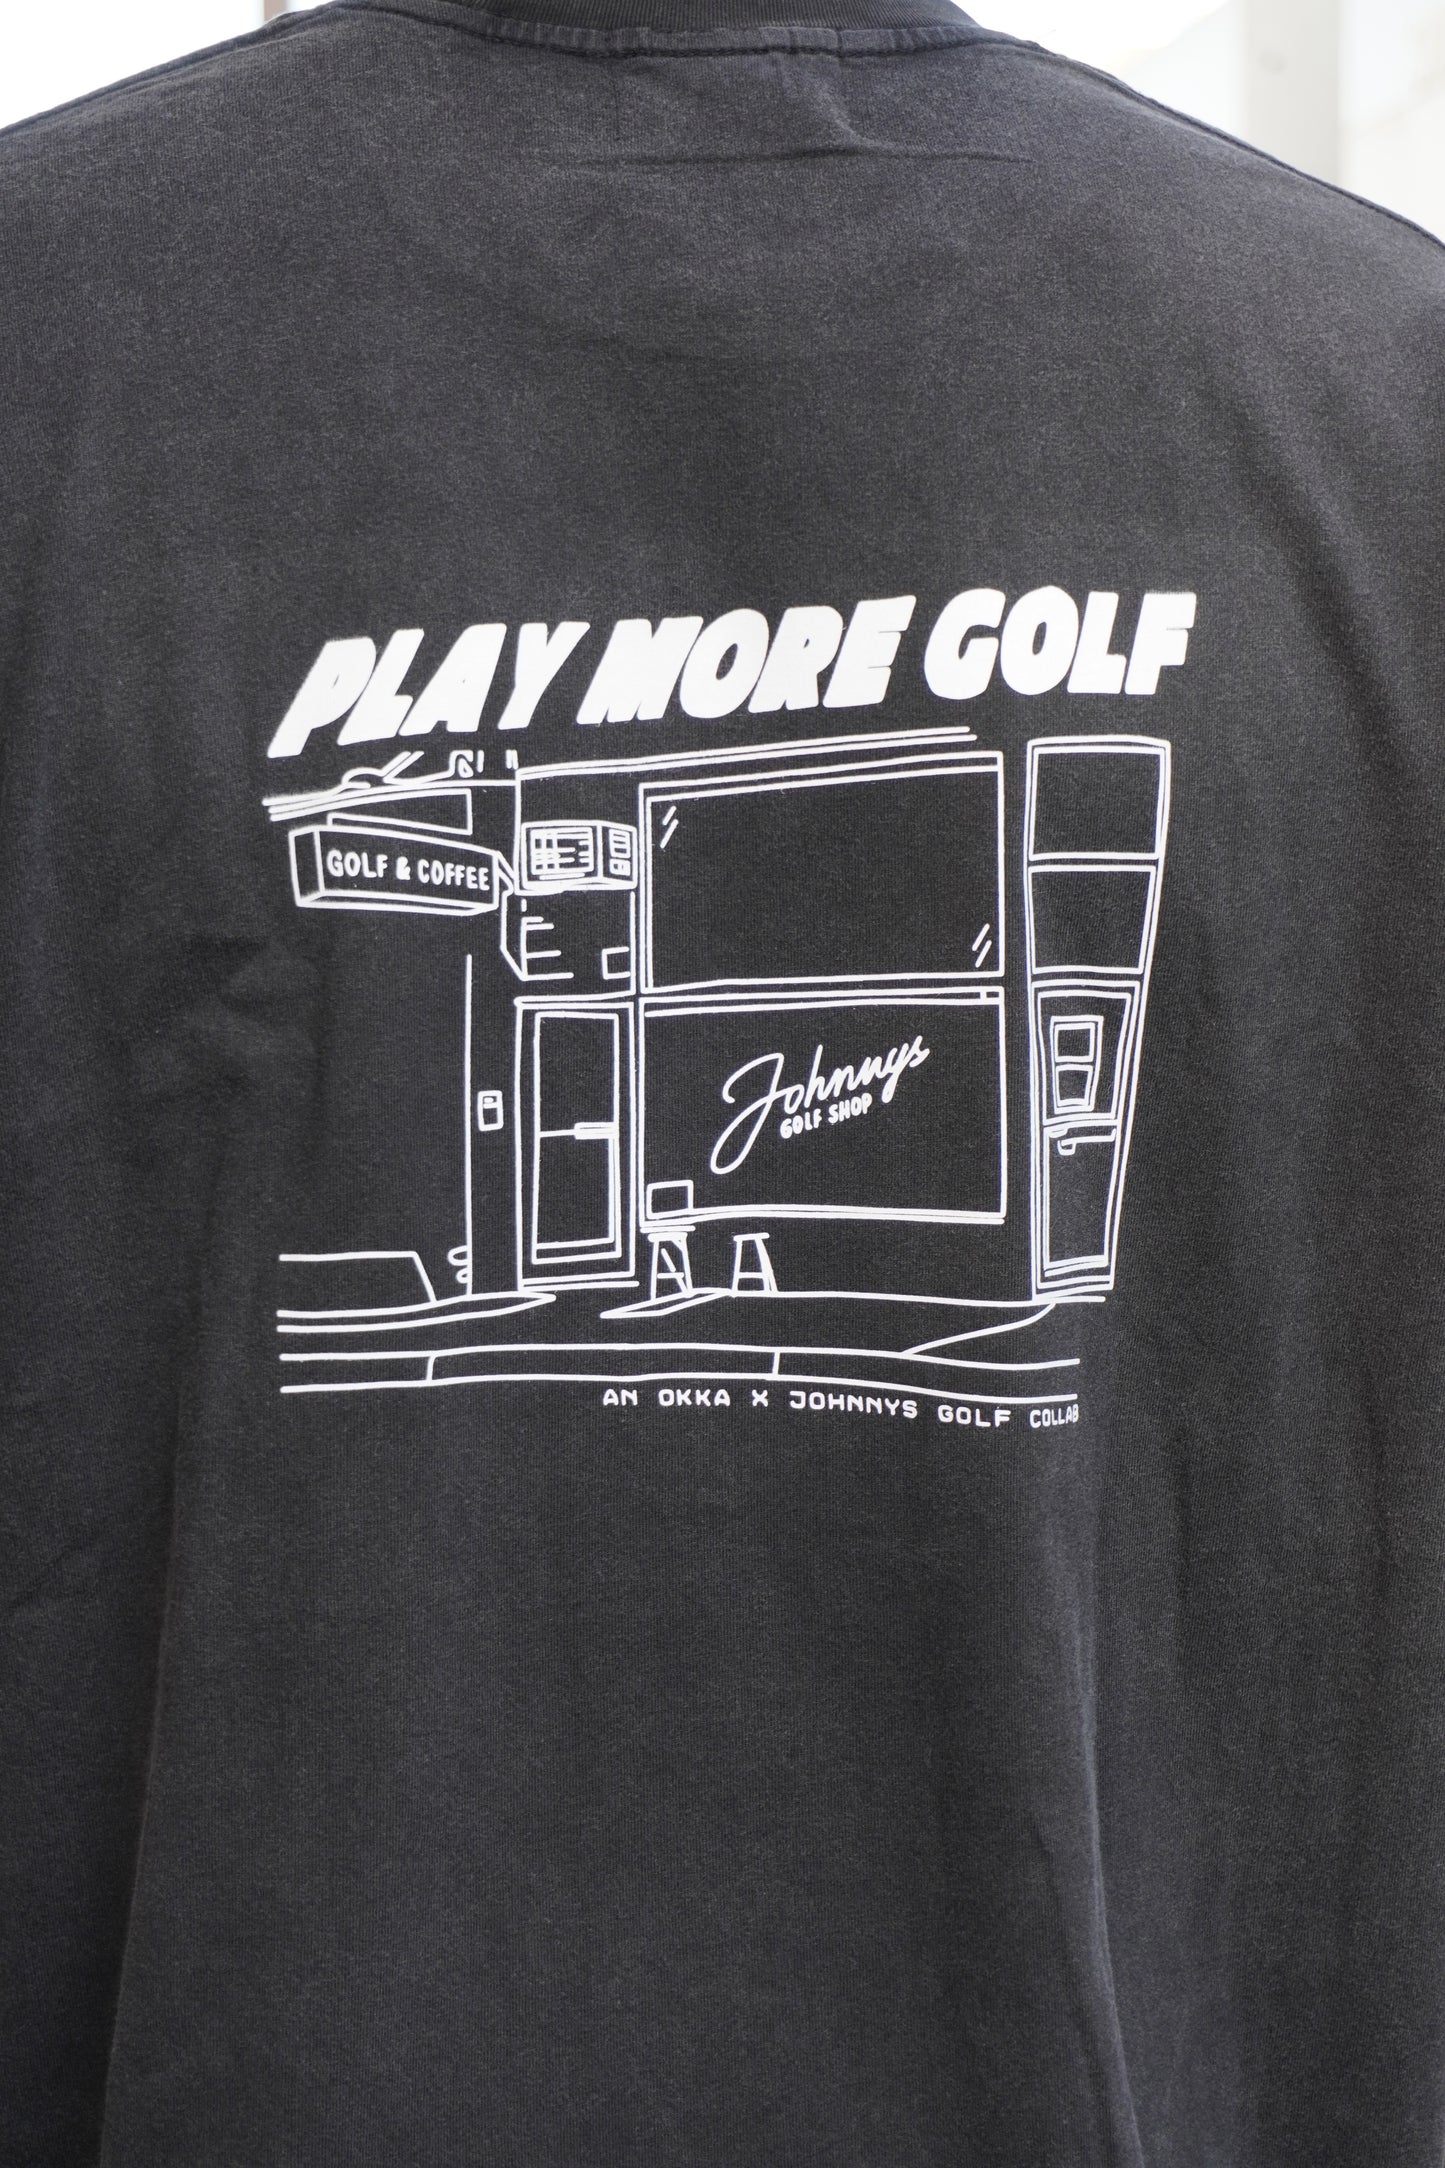 PLAY MORE GOLF
GOLF & COFFEE
Johnnys
GOLF SHOP
AN OKKA X JOHNNYS GOLF COLLAB